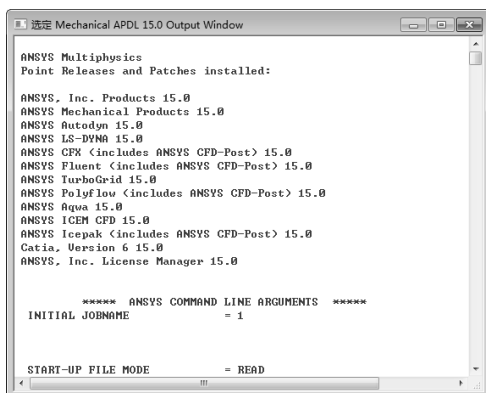 选定 Mechanical APDL 15.0 Output Window
ANSYS Multiphysics
Point Releases and Patches installed:
ANSYS, Inc. Products 15.0
ANSYS Mechanical Products 15.0
ANSYS Autodyn 15.0
ANSYS LS-DYNA 15.0
ANSYS CFX (includes ANSYS CFD-Post) 15.0
ANSYS Fluent (includes ANSYS CFD-Post) 15.0
ANSYS TurboGrid 15.0
ANSYS Polyflow (includes ANSYS CFD-Post) 15.0
ANSYS Aqwa 15.0
ANSYS ICEM CFD 15.0
ANSYS Icepak (includes ANSYS CFD-Post) 15.0
Catia, Version 6 15.0
ANSYS, Inc. License Manager 15.0
***** ANSYS COMMAND LINE ARGUMENTS *****
INITIAL JOBNAME = 1
START-UP FILE MODE = READ